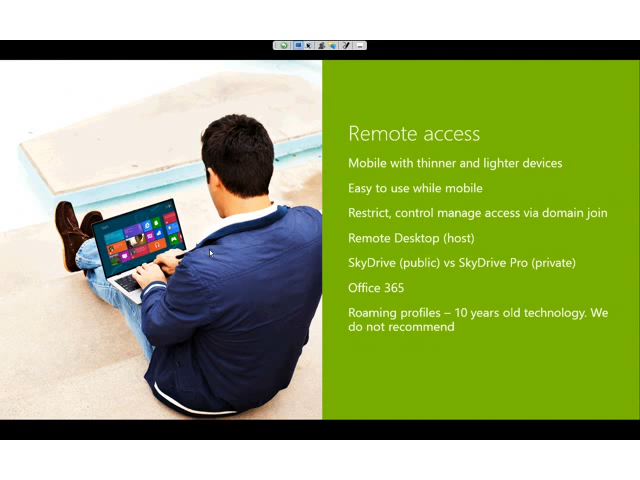 Remote access
Mobile with thinner and lighter devices
Easy to use while mobile
Restrict, control manage access via domain join
Remote Desktop (host)
SkyDrive (public) vs SkyDrive Pro (private)
Office 365
Roaming profiles – 10 years old technology. We
do not recommend